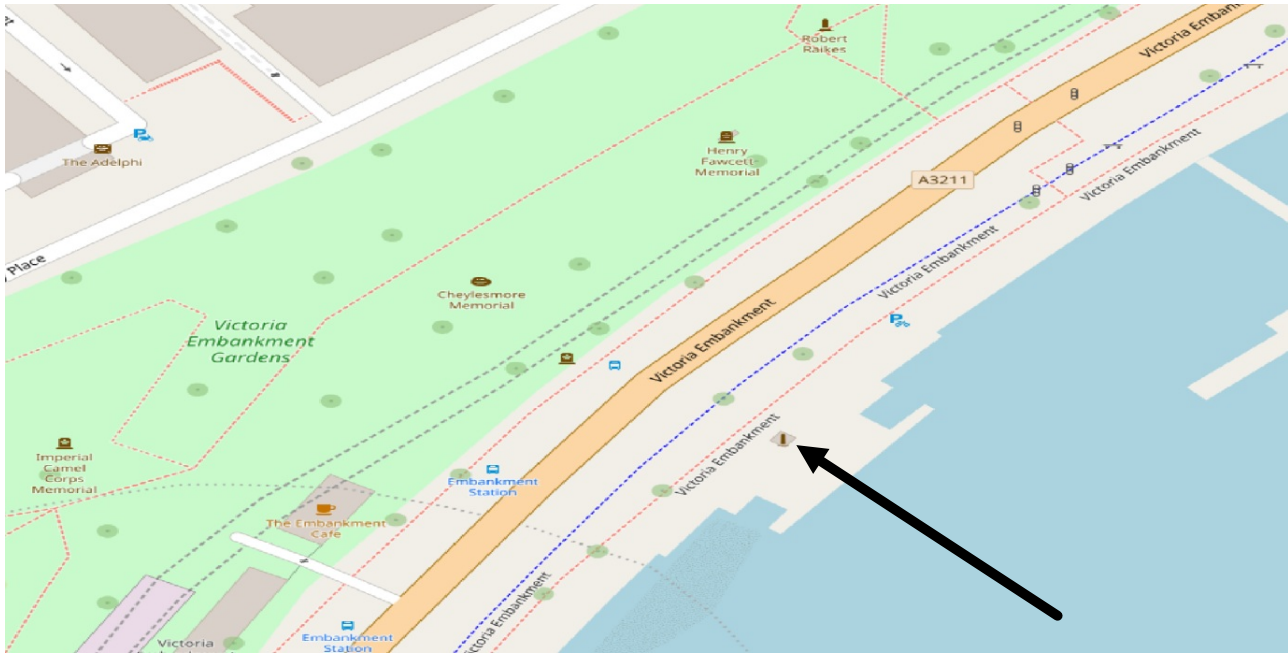 Robert
Raikes
Victoria Embankment
P
The Adelphi
Henry
Fawcett
Memorial
A3211
Victoria Embankment
Place
Cheylesmore
Memorial
Victoria
Embankment
Gardens
Victoria Embankment
P
Victoria Embankment
Imperial
Camel
Corps
Memorial
Embankment
Station
Victoria Embankment
The Embankment
Cafe
Victoria Embankment
Embankment
Station
Victoria